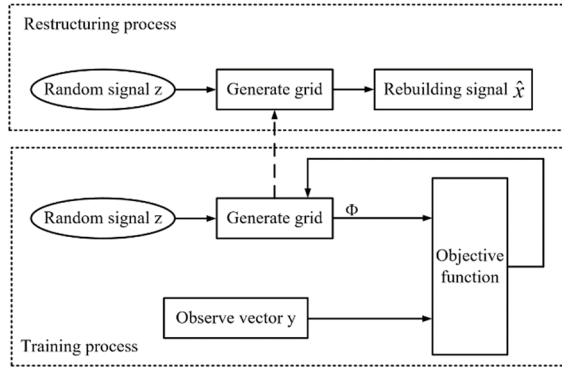 Restructuring process
Random signal z
Generate grid
Rebuilding signal x̂
Random signal z
Generate grid
Φ
Objective
function
Observe vector y
Training process